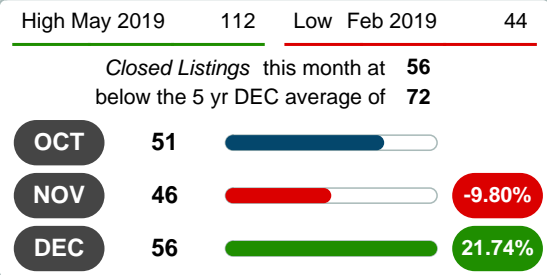 High May 2019 112 Low Feb 2019 44
Closed Listings this month at 56
below the 5 yr DEC average of 72
OCT 51
NOV 46 -9.80%
DEC 56 21.74%